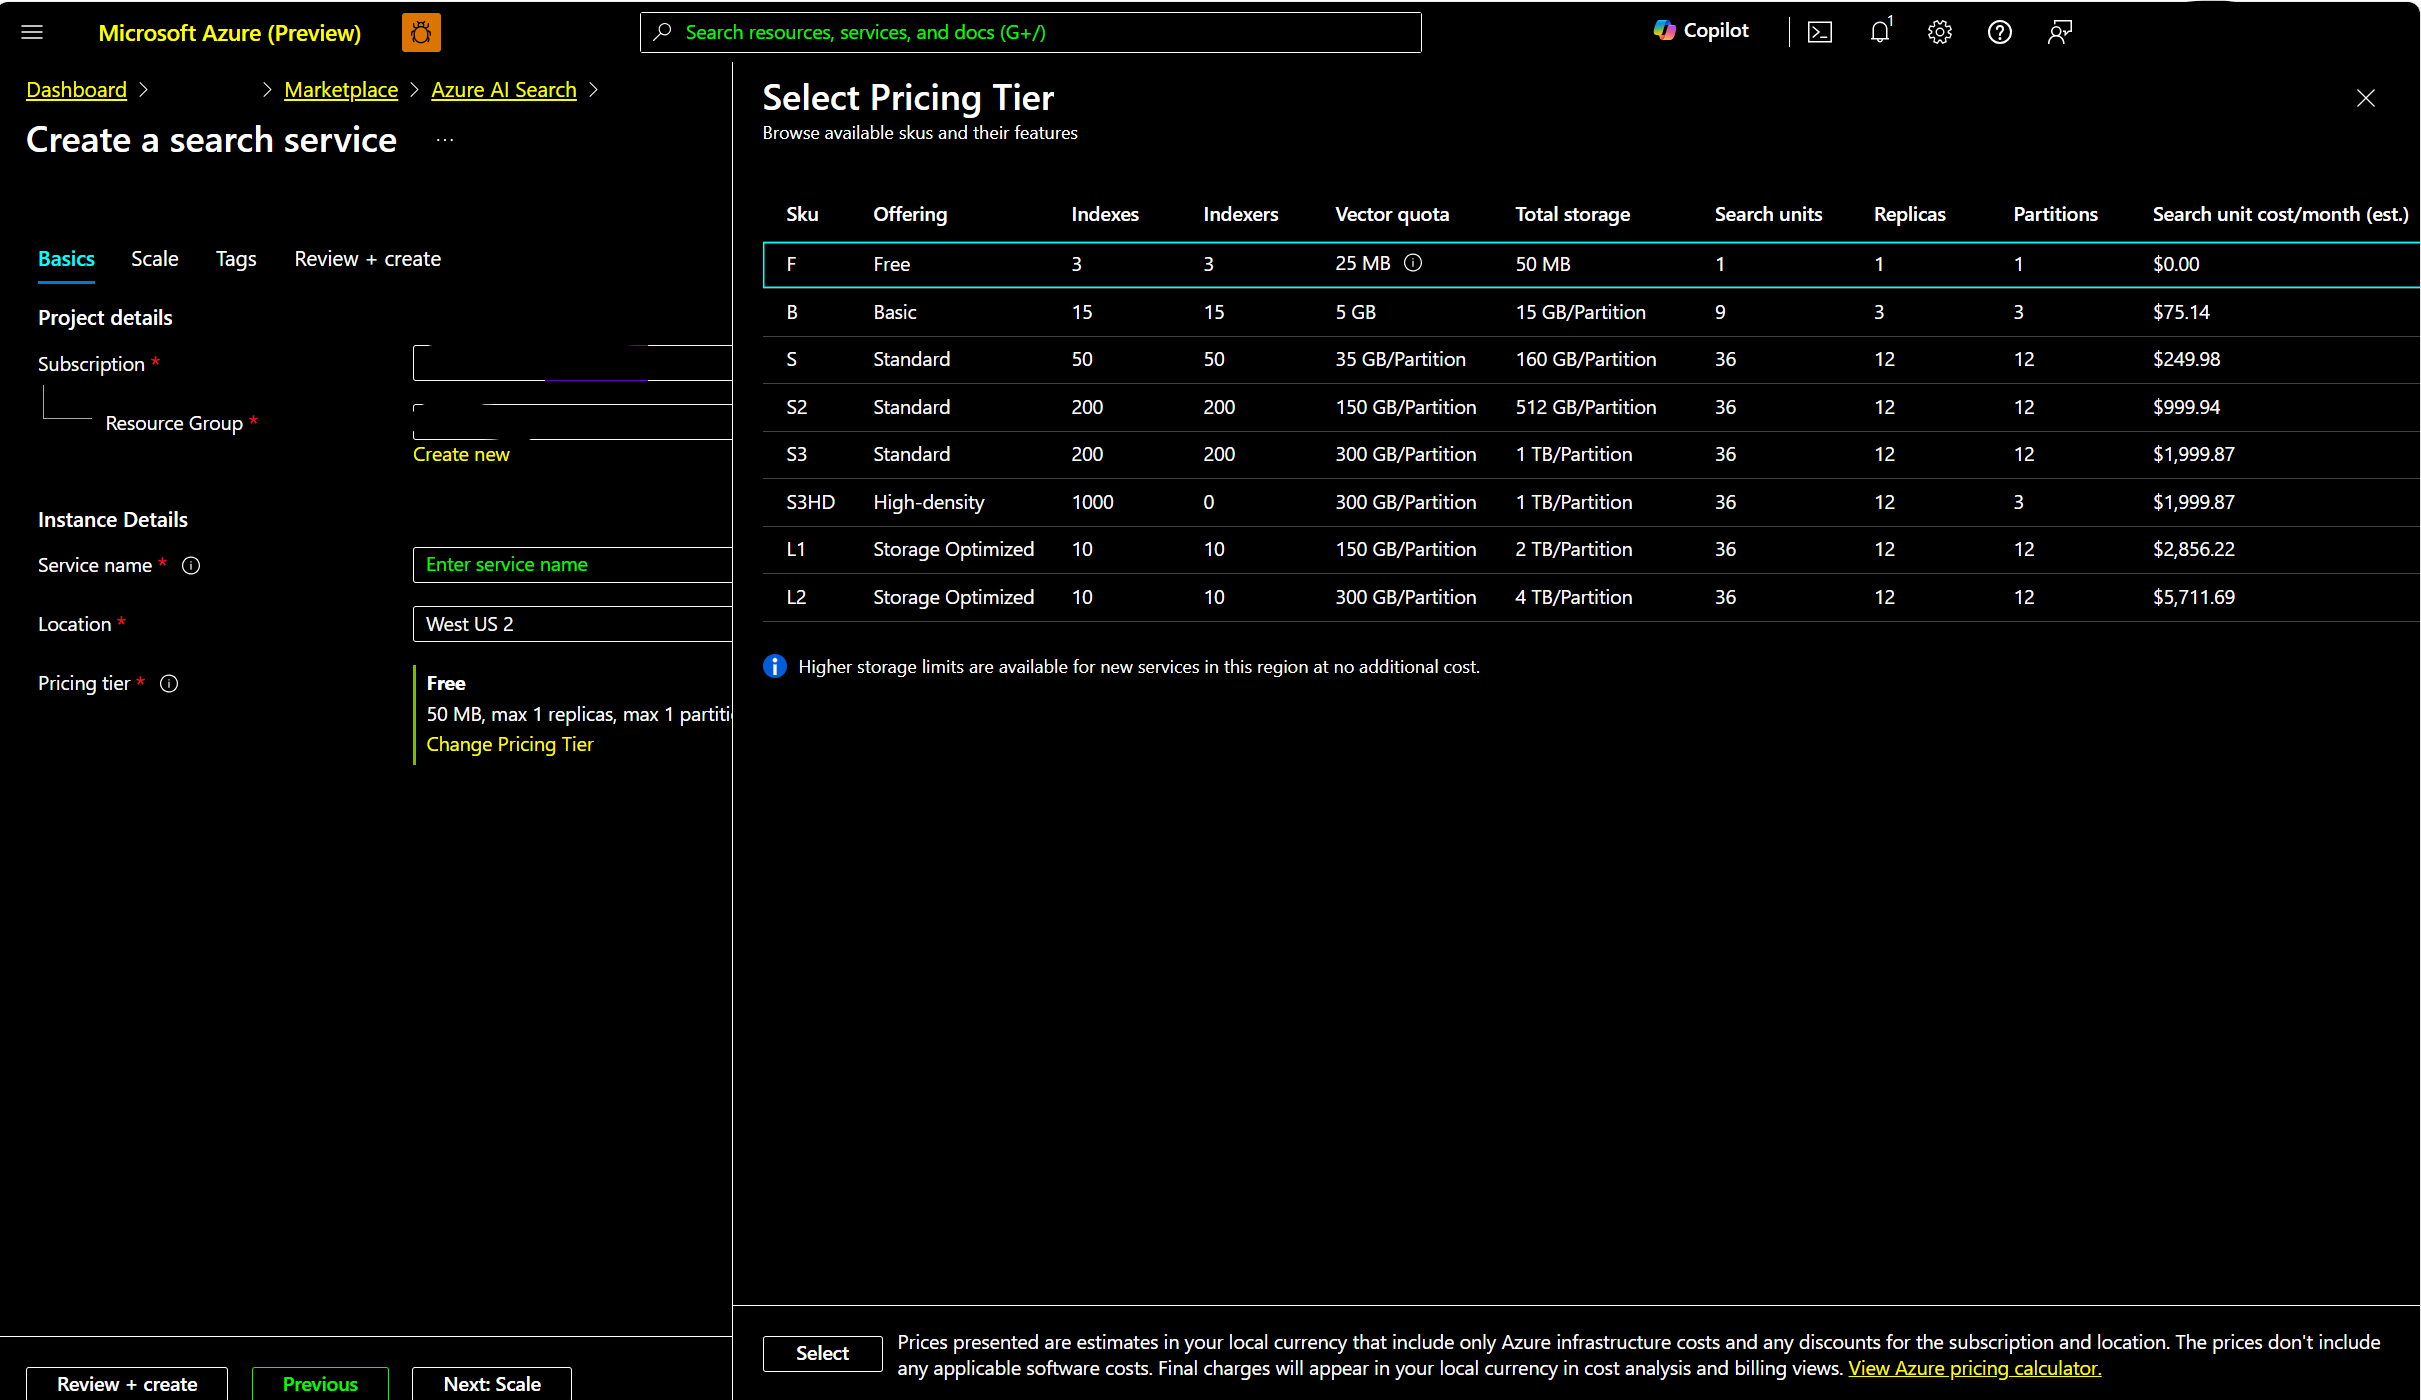 Microsoft Azure (Preview)
Search resources, services, and docs (G+/)
Copilot
1
Dashboard > > Marketplace > Azure AI Search >
Create a search service ...
Basics Scale Tags Review + create
Project details
Subscription *
Resource Group *
Create new
Instance Details
Service name *
Enter service name
Location *
West US 2
Pricing tier *
Free
50 MB, max 1 replicas, max 1
Change Pricing Tier
Review + create Previous Next: Scale
Select Pricing Tier
Browse available skus and their features
Sku Offering Indexes Indexers Vector quota Total storage Search units Replicas Partitions Search unit cost/month (est.)
F Free 3 3 25 MB 50 MB 1 1 1 $0.00
B Basic 15 15 5 GB 15 GB/Partition 9 3 3 $75.14
S Standard 50 50 35 GB/Partition 160 GB/Partition 36 12 12 $249.98
S2 Standard 200 200 150 GB/Partition 512 GB/Partition 36 12 12 $999.94
S3 Standard 200 200 300 GB/Partition 1 TB/Partition 36 12 12 $1,999.87
S3HD High-density 1000 0 300 GB/Partition 1 TB/Partition 36 12 3 $1,999.87
L1 Storage Optimized 10 10 150 GB/Partition 2 TB/Partition 36 12 12 $2,856.22
L2 Storage Optimized 10 10 300 GB/Partition 4 TB/Partition 36 12 12 $5,711.69
Higher storage limits are available for new services in this region at no additional cost.
Select
Prices presented are estimates in your local currency that include only Azure infrastructure costs and any discounts for the subscription and location. The prices don't include
any applicable software costs. Final charges will appear in your local currency in cost analysis and billing views. View Azure pricing calculator.